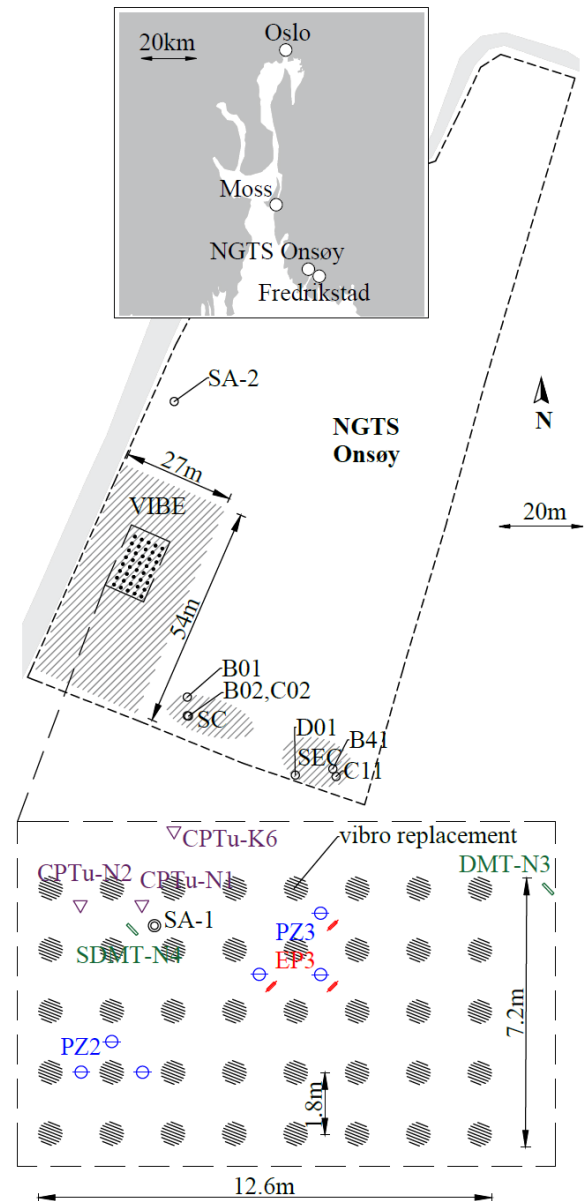 Oslo
20km
Moss
NGTS Onsøy
Fredrikstad
SA-2
NGTS
Onsøy
N
27m
VIBE
20m
54m
B01
B02,C02
SC
D01
B41
SEC
C11
CPTu-K6
vibro replacement
CPTu-N2
CPTu-N1
DMT-N3
SA-1
PZ3
SDMT-N4
EP3
7.2m
PZ2
1.8m
12.6m